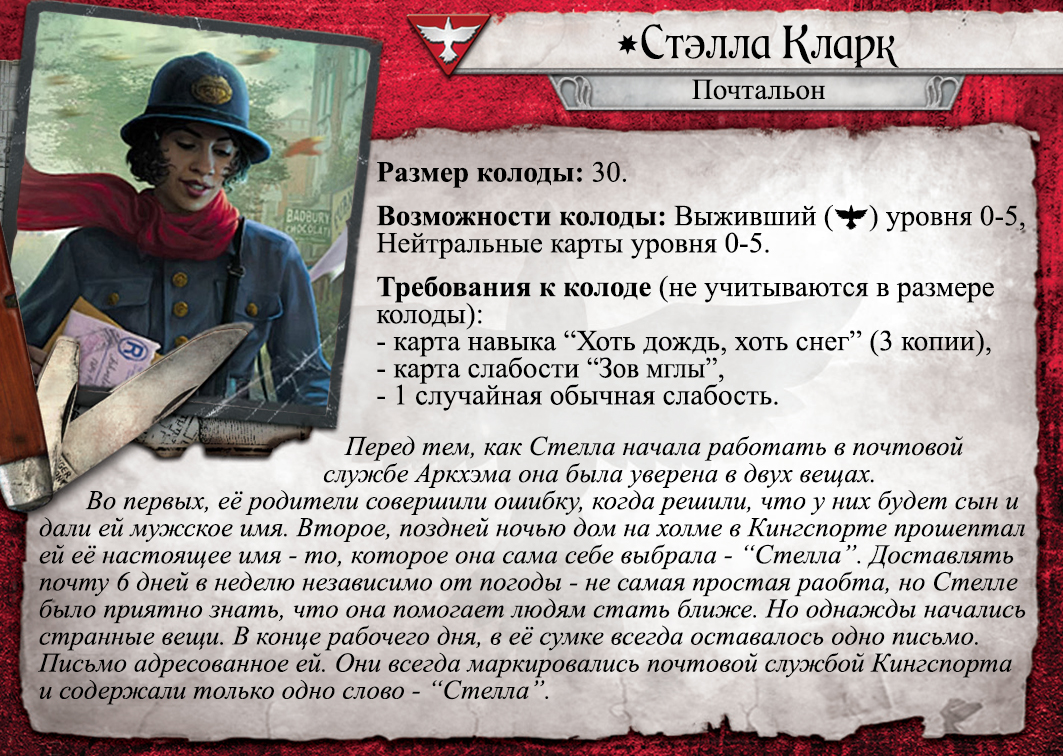 ✷Стэлла Кларк
Почтальон
Размер колоды: 30.
Возможности колоды: Выживший () уровня 0-5,
Нейтральные карты уровня 0-5.
Требования к колоде (не учитываются в размере
колоды):
- карта навыка “Хоть дождь, хоть снег” (3 копии),
- карта слабости “Зов мглы”,
- 1 случайная обычная слабость.
BADBURY
CHOCOLATE
R
Перед тем, как Стелла начала работать в почтовой
службе Аркхэма она была уверена в двух вещах.
Во первых, её родители совершили ошибку, когда решили, что у них будет сын и
дали ей мужское имя. Второе, поздней ночью дом на холме в Кингспорте прошептал
ей её настоящее имя - то, которое она сама себе выбрала - “Стелла”. Доставлять
почту 6 дней в неделю независимо от погоды - не самая простая раобта, но Стелле
было приятно знать, что она помогает людям стать ближе. Но однажды начались
странные вещи. В конце рабочего дня, в её сумке всегда оставалось одно письмо.
Письмо адресованное ей. Они всегда маркировались почтовой службой Кингспорта
и содержали только одно слово - “Стелла”.